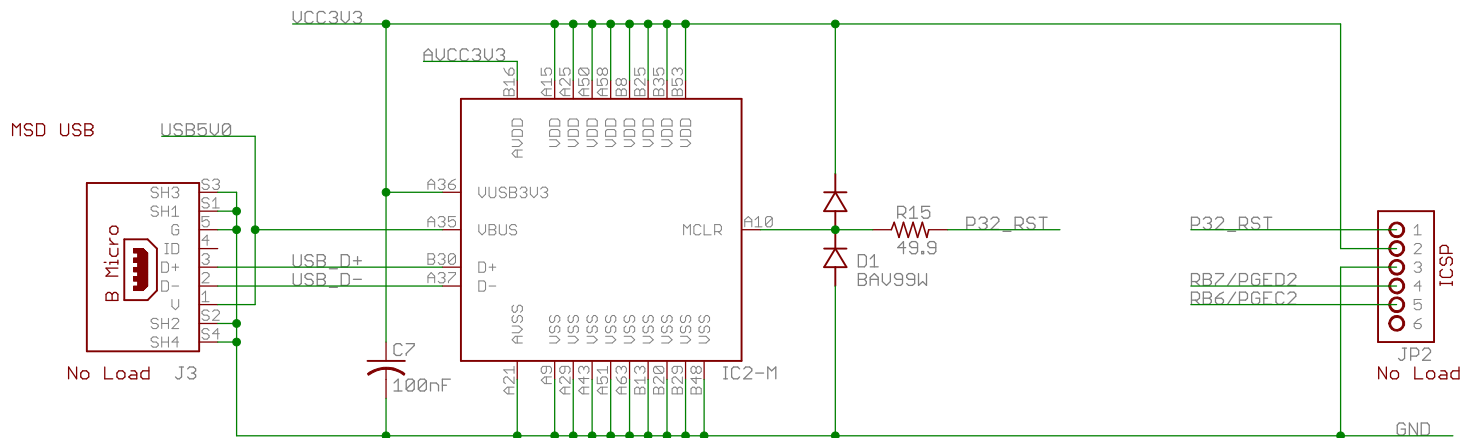 VCC3V3
AVCC3V3
B16 A15 A25 A50 A58 B8 B25 B35 B53
MSD USB
USB5V0
AVDD VDD VDD VDD VDD VDD VDD VDD VDD
SH3 S3
SH1 S1
G 5
ID 4
D+ 3
D- 2
V 1
SH2 S2
SH4 S4
B Micro
No Load J3
USB_D+
USB_D-
A36 VUSB3V3
A35 VBUS
B30 D+
A37 D-
MCLR A10
AVSS VSS VSS VSS VSS VSS VSS VSS VSS VSS
A21 A9 A29 A43 A51 A63 B13 B20 B29 B48
IC2-M
C7
100nF
R15
49.9
P32_RST
D1
BAV99W
P32_RST
RB7/PGED2
RB6/PGEC2
1
2
3
4
5
6
ICSP
JP2
No Load
GND